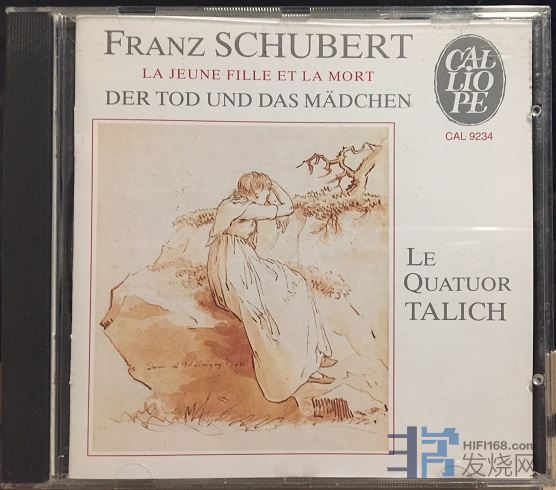 FRANZ SCHUBERT
LA JEUNE FILLE ET LA MORT
DER TOD UND DAS MÄDCHEN
CAL
LIO
PE
CAL 9234
LE
QUATUOR
TALICH
HIFI168.com
发烧网